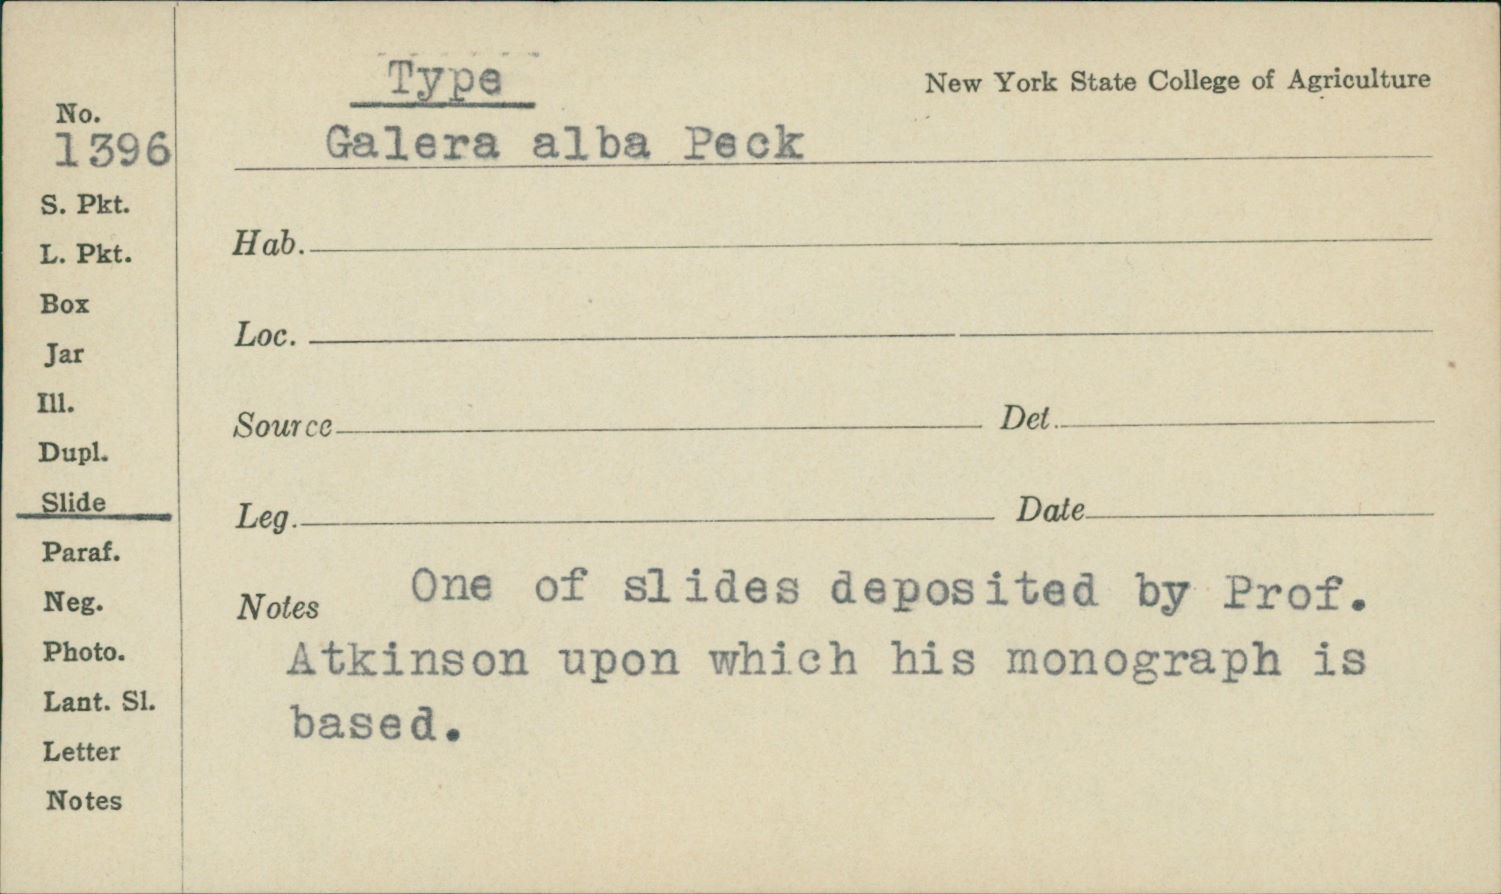 Type
New York State College of Agriculture
No.
1396
Galera alba Peck
S. Pkt.
L. Pkt.
Hab.
Box
Loc.
Jar
Ill.
Source Det.
Dupl.
Slide
Leg. Date
Paraf.
Neg.
Notes One of slides deposited by Prof.
Photo.
Atkinson upon which his monograph is
Lant. Sl.
based.
Letter
Notes